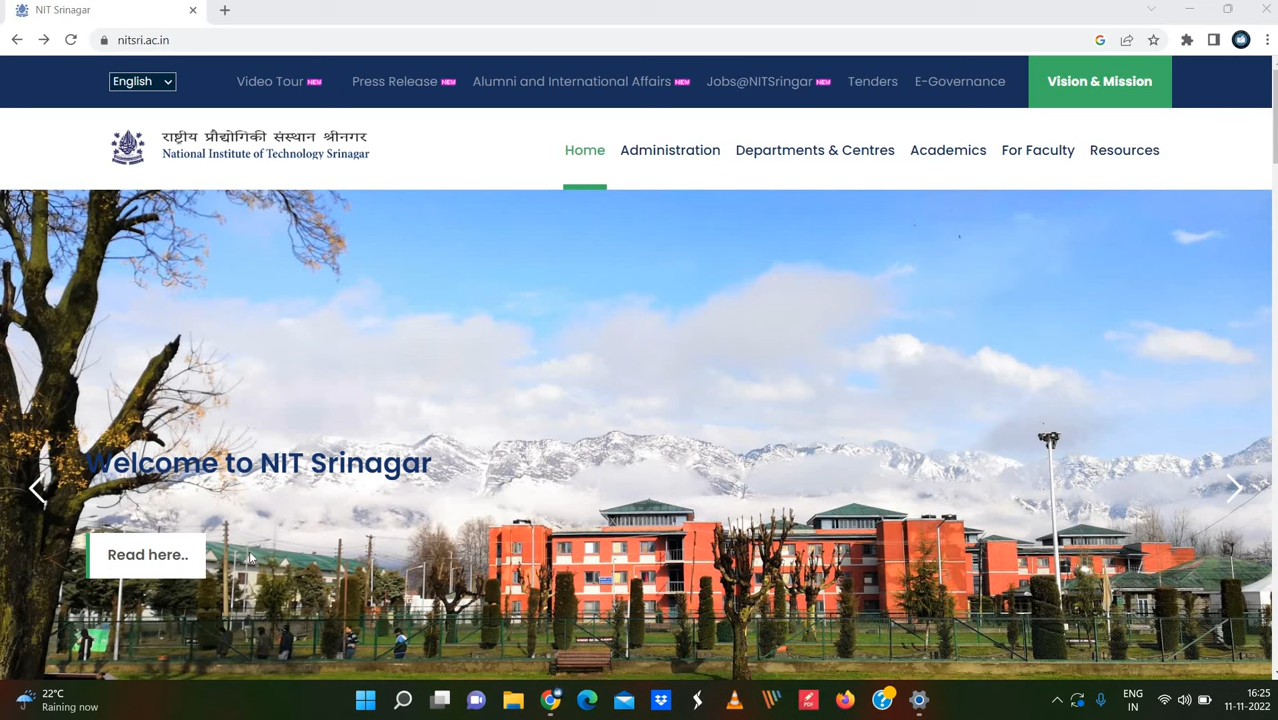 NIT Srinagar
nitsri.ac.in
English
Video Tour NEW
Press Release NEW
Alumni and International Affairs NEW
Jobs@NITSringar NEW
Tenders
E-Governance
Vision & Mission
राष्ट्रीय प्रौद्योगिकी संस्थान श्रीनगर
National Institute of Technology Srinagar
Home
Administration
Departments & Centres
Academics
For Faculty
Resources
Welcome to NIT Srinagar
Read here..
22°C
Raining now
PDF
ENG
IN
16:25
11-11-2022